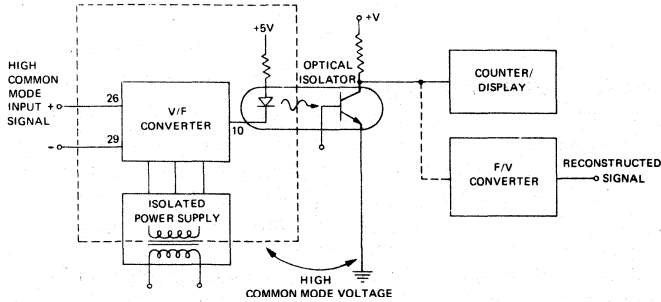 HIGH
COMMON
MODE
INPUT +
SIGNAL
-
26
29
V/F
CONVERTER
10
+5V
OPTICAL
ISOLATOR
+V
COUNTER/
DISPLAY
F/V
CONVERTER
RECONSTRUCTED
SIGNAL
ISOLATED
POWER SUPPLY
HIGH
COMMON MODE VOLTAGE